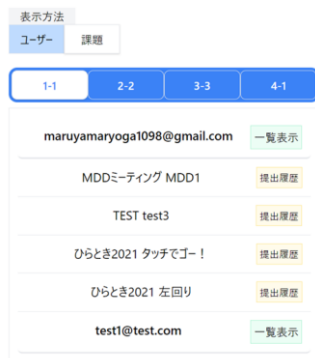 表示方法
ユーザー 課題
1-1 2-2 3-3 4-1
maruyamaryoga1098@gmail.com 一覧表示
MDDミーティング MDD1 提出履歴
TEST test3 提出履歴
ひらとき2021 タッチでゴー！ 提出履歴
ひらとき2021 左回り 提出履歴
test1@test.com 一覧表示